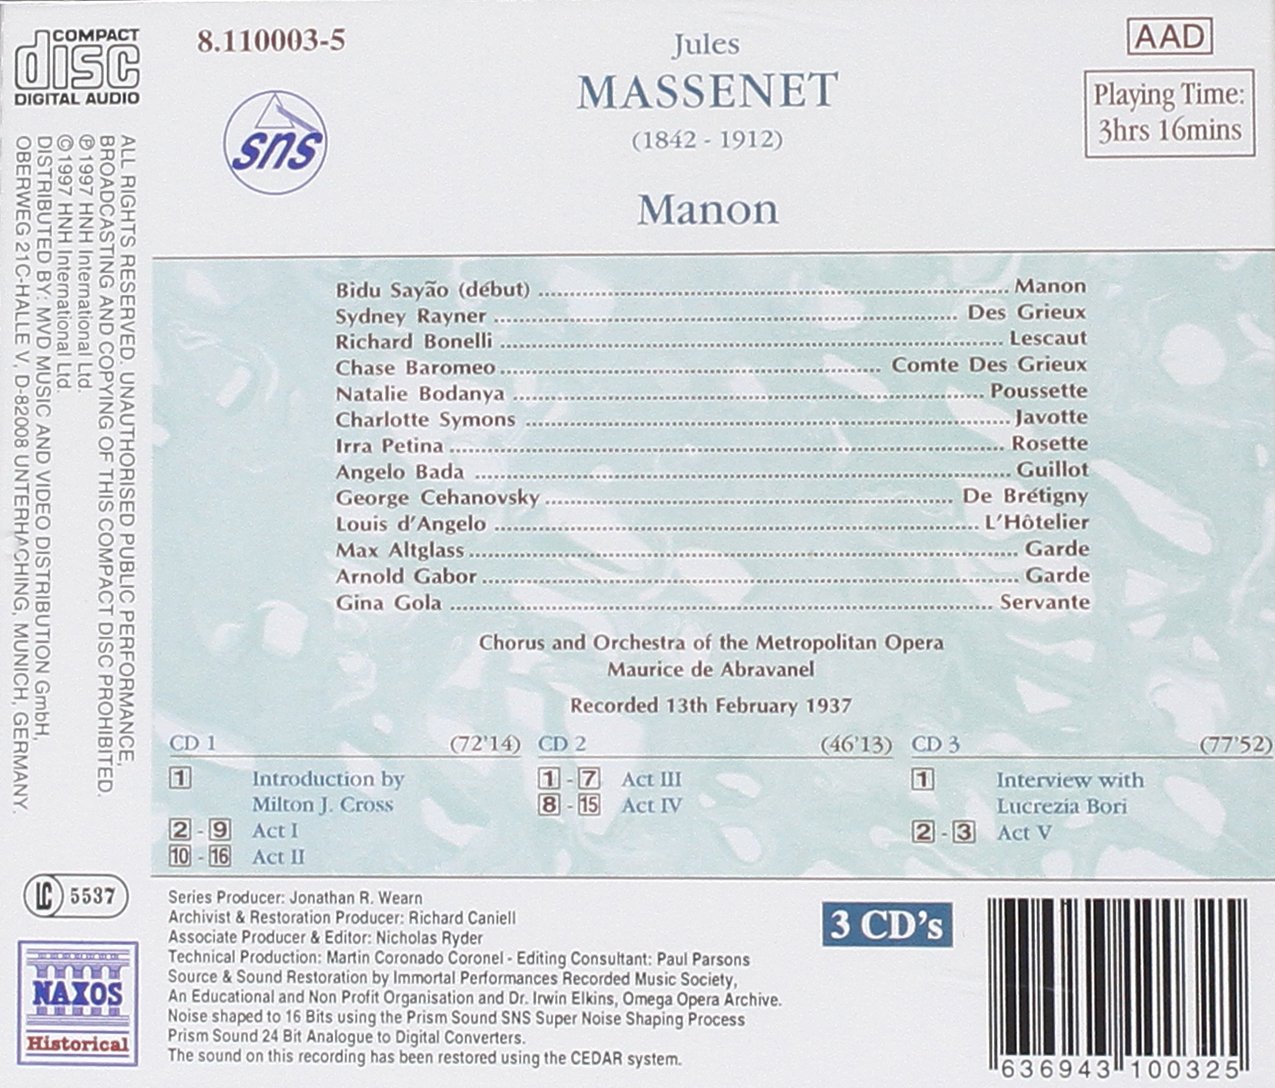 COMPACT
disc
DIGITAL AUDIO
8.110003-5
sns
Jules
MASSENET
(1842 - 1912)
Manon
AAD
Playing Time:
3hrs 16mins
ALL RIGHTS RESERVED. UNAUTHORISED PUBLIC PERFORMANCE,
BROADCASTING AND COPYING OF THIS COMPACT DISC PROHIBITED.
℗ 1997 HNH International Ltd.
© 1997 HNH International Ltd.
DISTRIBUTED BY: MVD MUSIC AND VIDEO DISTRIBUTION GmbH,
OBERWEG 21C-HALLE V, D-82008 UNTERHACHING, MUNICH, GERMANY.
Bidu Sayão (début) ........ Manon
Sydney Rayner ........ Des Grieux
Richard Bonelli ........ Lescaut
Chase Baromeo ........ Comte Des Grieux
Natalie Bodanya ........ Poussette
Charlotte Symons ........ Javotte
Irra Petina ........ Rosette
Angelo Bada ........ Guillot
George Cehanovsky ........ De Brétigny
Louis d'Angelo ........ L'Hôtelier
Max Altglass ........ Garde
Arnold Gabor ........ Garde
Gina Gola ........ Servante
Chorus and Orchestra of the Metropolitan Opera
Maurice de Abravanel
Recorded 13th February 1937
CD 1 (72'14)
1 Introduction by
Milton J. Cross
2 - 9 Act I
10 - 16 Act II
CD 2 (46'13)
1 - 7 Act III
8 - 15 Act IV
CD 3 (77'52)
1 Interview with
Lucrezia Bori
2 - 3 Act V
LC 5537
NAXOS
Historical
Series Producer: Jonathan R. Wearn
Archivist & Restoration Producer: Richard Caniell
Associate Producer & Editor: Nicholas Ryder
Technical Production: Martin Coronado Coronel - Editing Consultant: Paul Parsons
Source & Sound Restoration by Immortal Performances Recorded Music Society,
An Educational and Non Profit Organisation and Dr. Irwin Elkins, Omega Opera Archive.
Noise shaped to 16 Bits using the Prism Sound SNS Super Noise Shaping Process
Prism Sound 24 Bit Analogue to Digital Converters.
The sound on this recording has been restored using the CEDAR system.
3 CD's
636943 100325